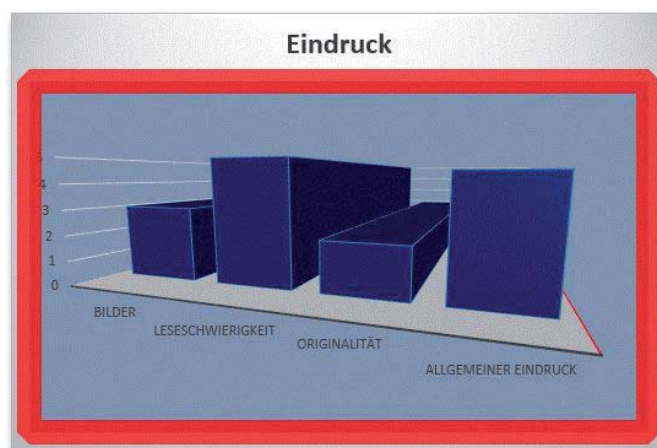 Eindruck
5
4
3
2
1
0
BILDER
LESESCHWIERIGKEIT
ORIGINALITÄT
ALLGEMEINER EINDRUCK